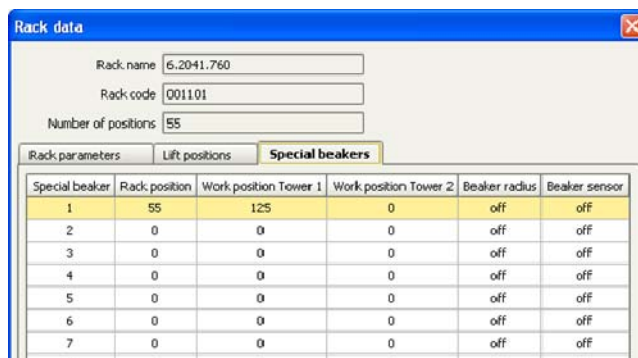 Rack data
Rack name 6.2041.760
Rack code 001101
Number of positions 55
Rack parameters Lift positions Special beakers
Special beaker Rack position Work position Tower 1 Work position Tower 2 Beaker radius Beaker sensor
1 55 125 0 off off
2 0 0 0 off off
3 0 0 0 off off
4 0 0 0 off off
5 0 0 0 off off
6 0 0 0 off off
7 0 0 0 off off